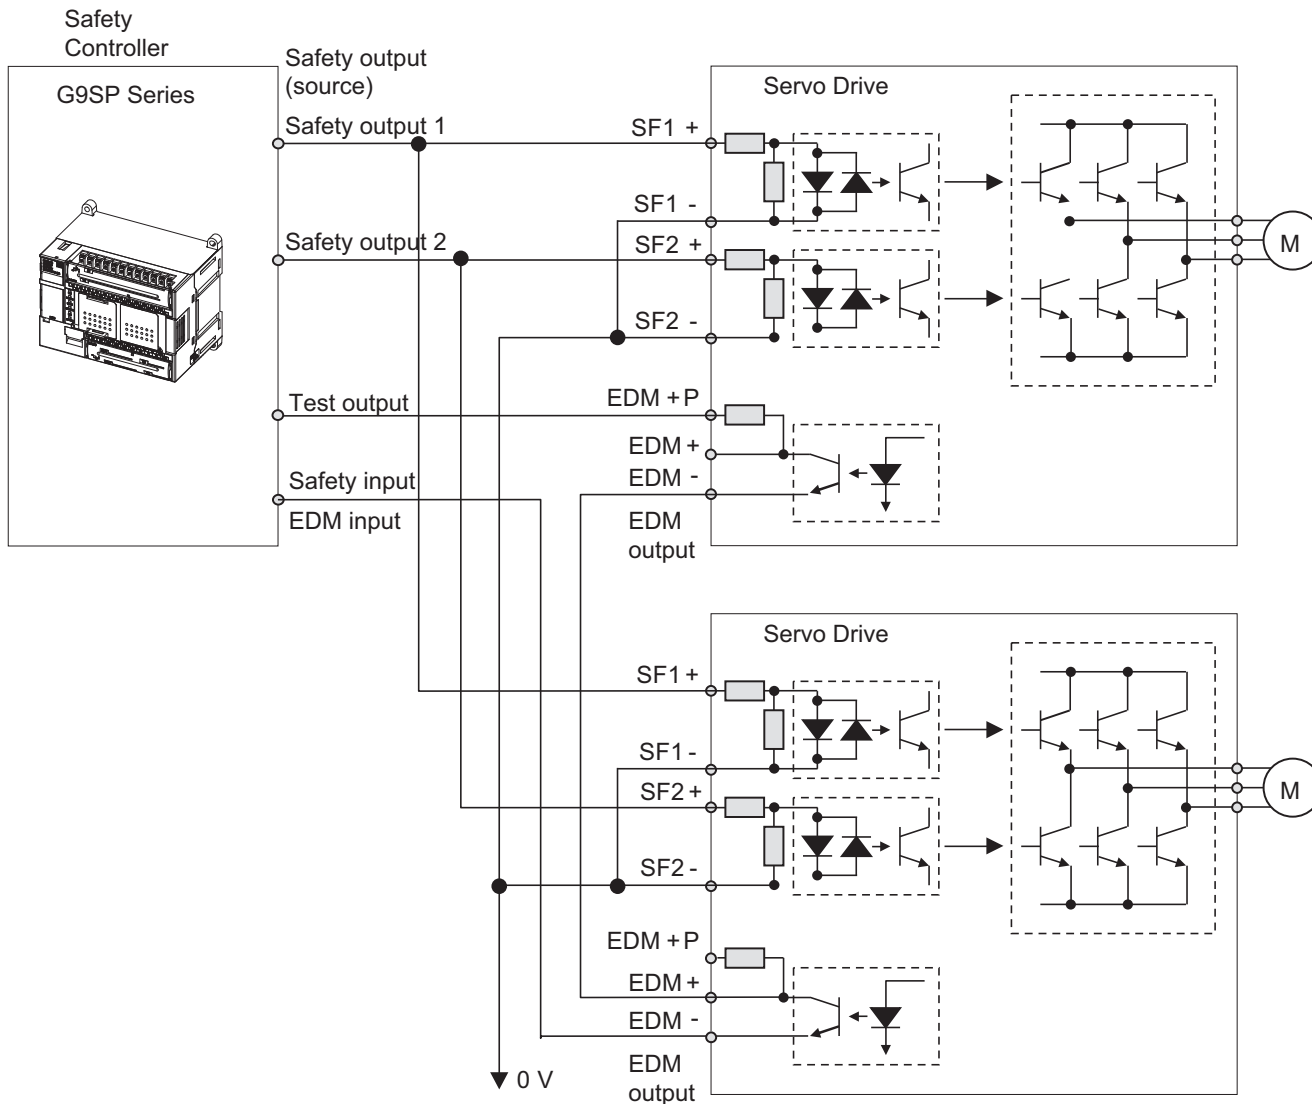 Safety
Controller
G9SP Series
Safety output
(source)
Safety output 1
Safety output 2
Test output
Safety input
EDM input
Servo Drive
SF1 +
SF1 -
SF2 +
SF2 -
EDM +P
EDM +
EDM -
EDM
output
M
Servo Drive
SF1 +
SF1 -
SF2 +
SF2 -
EDM +P
EDM +
EDM -
EDM
output
M
0 V